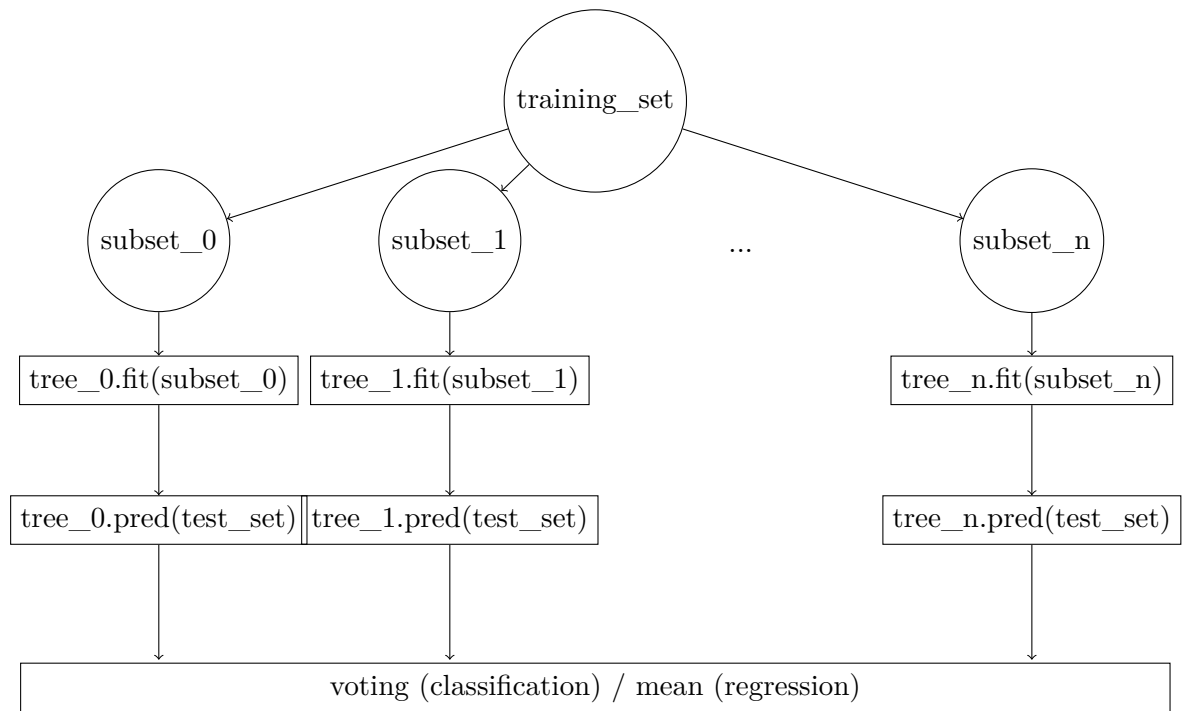 training_set
subset_0
subset_1
...
subset_n
tree_0.fit(subset_0)
tree_1.fit(subset_1)
tree_n.fit(subset_n)
tree_0.pred(test_set)
tree_1.pred(test_set)
tree_n.pred(test_set)
voting (classification) / mean (regression)